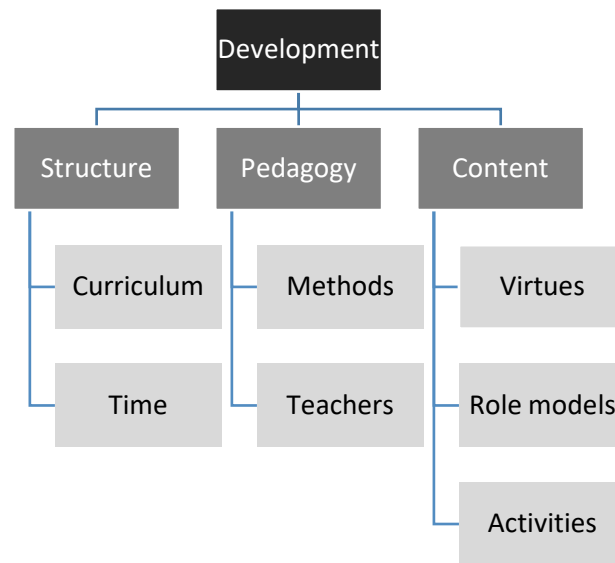 Development
Structure
Pedagogy
Content
Curriculum
Methods
Virtues
Time
Teachers
Role models
Activities